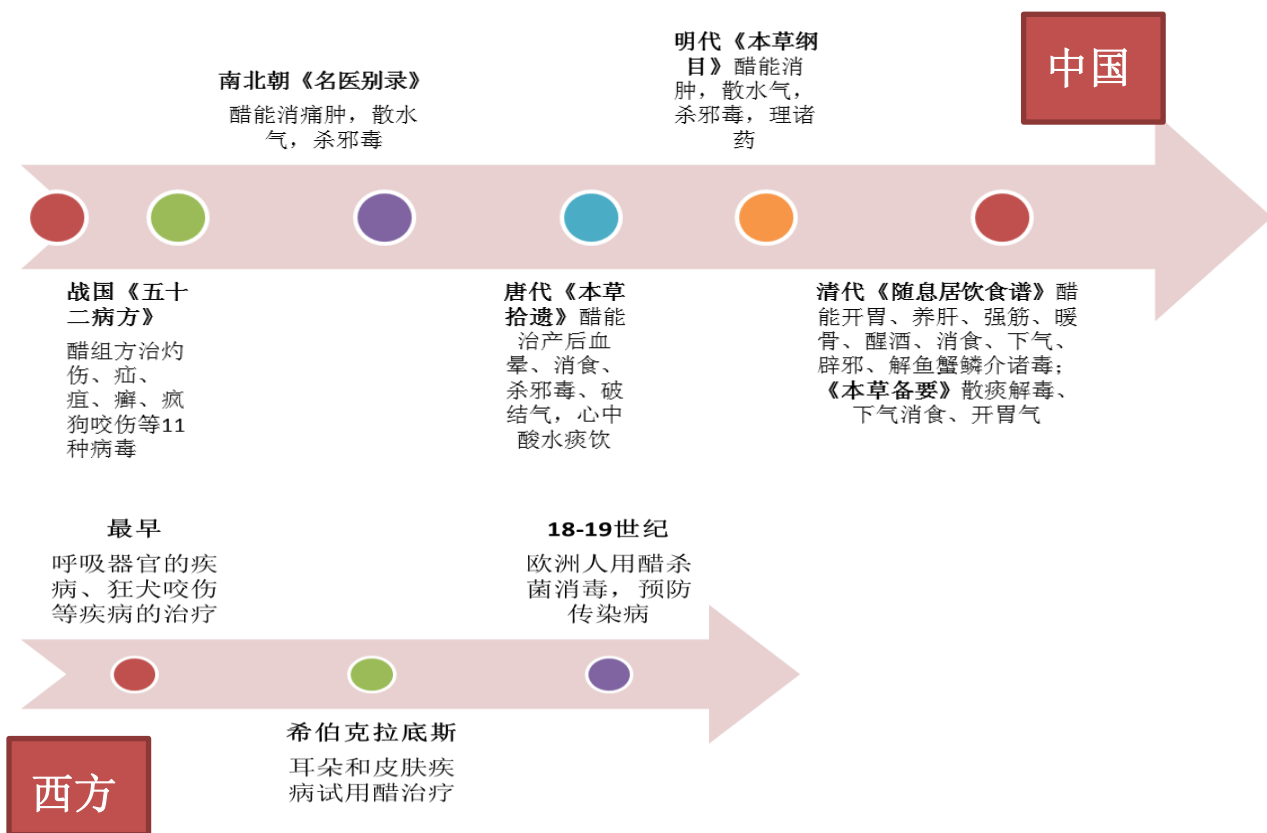 中国
南北朝《名医别录》
醋能消痛肿，散水
气，杀邪毒
明代《本草纲
目》醋能消
肿，散水气，
杀邪毒，理诸
药
战国《五十
二病方》
醋组方治灼
伤、疝、
疽、癣、疯
狗咬伤等11
种病毒
唐代《本草
拾遗》醋能
治产后血
晕、消食、
杀邪毒、破
结气，心中
酸水痰饮
清代《随息居饮食谱》醋
能开胃、养肝、强筋、暖
骨、醒酒、消食、下气、
辟邪、解鱼蟹鳞介诸毒；
《本草备要》散痰解毒、
下气消食、开胃气
最早
呼吸器官的疾
病、狂犬咬伤
等疾病的治疗
18-19世纪
欧洲人用醋杀
菌消毒，预防
传染病
希伯克拉底斯
耳朵和皮肤疾
病试用醋治疗
西方